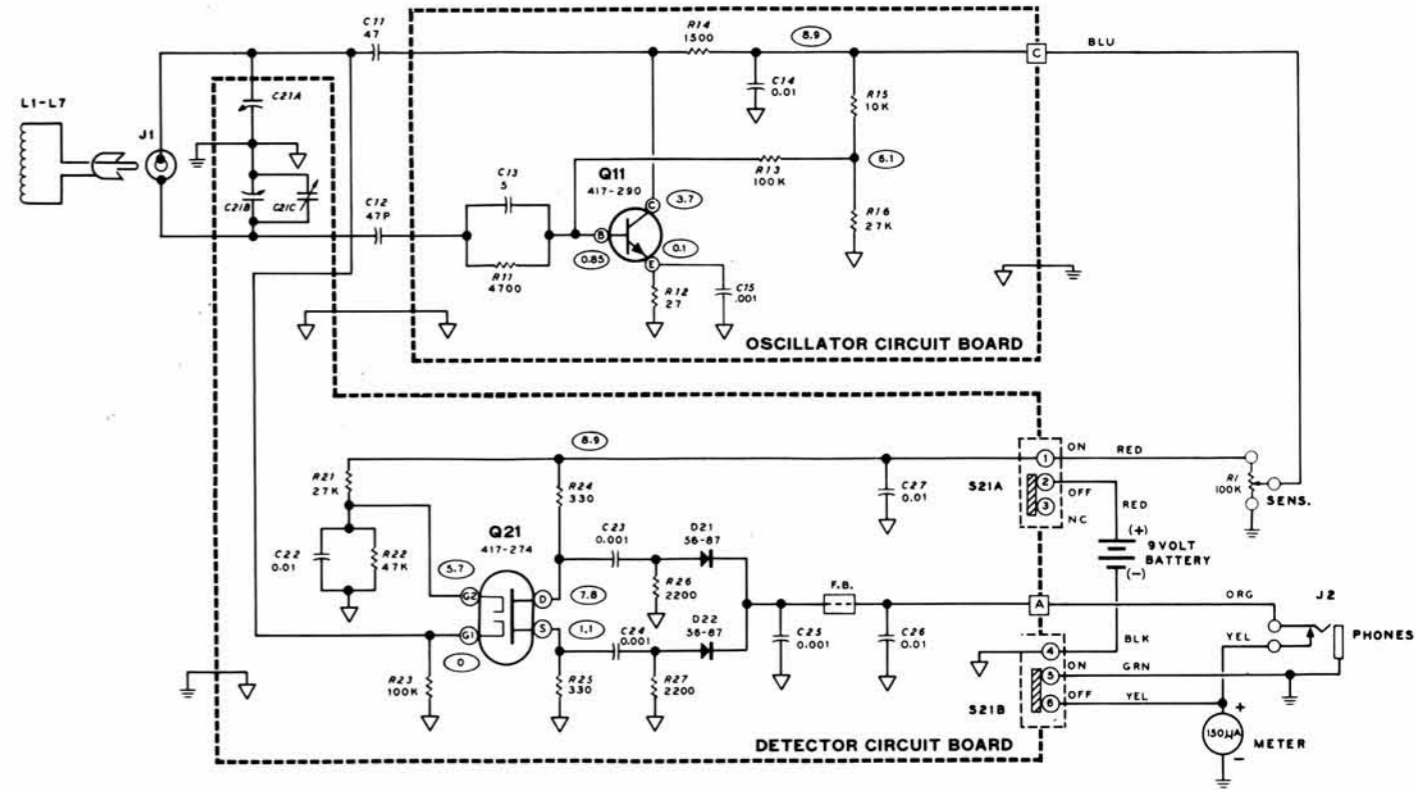 C11
47
R14
1500
8.9
C
BLU
L1-L7
J1
C21A
C14
0.01
R15
10K
C21B
C21C
C12
47P
C13
5
R11
4700
Q11
417-290
B
C
E
0.85
3.7
0.1
R13
100K
6.1
R16
27K
R12
27
C15
.001
OSCILLATOR CIRCUIT BOARD
8.9
R21
27K
R24
330
C27
0.01
S21A
1
2
3
ON
OFF
NC
RED
RED
R1
100K
SENS.
(+)
9 VOLT
BATTERY
(-)
C22
0.01
R22
47K
Q21
417-274
5.7
G2
G1
0
D
S
7.8
1.1
C23
0.001
D21
56-87
R26
2200
D22
56-87
C24
0.001
R23
100K
R25
330
R27
2200
C25
0.001
F.B.
C26
0.01
A
ORG
J2
PHONES
BLK
YEL
4
5
6
ON
GRN
OFF
YEL
S21B
+
150µA
METER
-
DETECTOR CIRCUIT BOARD